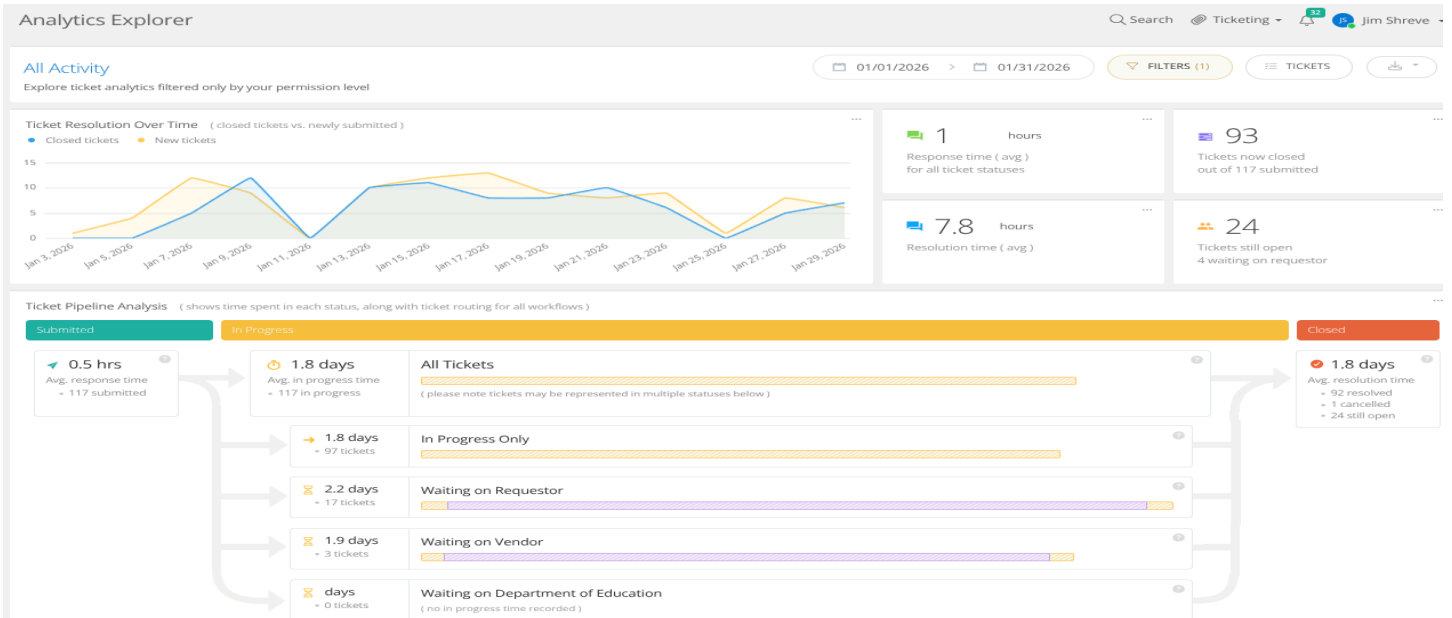 Analytics Explorer
Search Ticketing 32 JS Jim Shreve
All Activity
Explore ticket analytics filtered only by your permission level
01/01/2026 > 01/31/2026 FILTERS (1) TICKETS
Ticket Resolution Over Time ( closed tickets vs. newly submitted )
Closed tickets New tickets
15
10
5
0
Jan 3, 2026 Jan 5, 2026 Jan 7, 2026 Jan 9, 2026 Jan 11, 2026 Jan 13, 2026 Jan 15, 2026 Jan 17, 2026 Jan 19, 2026 Jan 21, 2026 Jan 23, 2026 Jan 25, 2026 Jan 27, 2026 Jan 29, 2026
1 hours
Response time ( avg )
for all ticket statuses
93
Tickets now closed
out of 117 submitted
7.8 hours
Resolution time ( avg )
24
Tickets still open
4 waiting on requestor
Ticket Pipeline Analysis ( shows time spent in each status, along with ticket routing for all workflows )
Submitted In Progress Closed
0.5 hrs ?
Avg. response time
117 submitted
1.8 days
Avg. in progress time
117 in progress
All Tickets ?
( please note tickets may be represented in multiple statuses below )
1.8 days ?
Avg. resolution time
92 resolved
1 cancelled
24 still open
1.8 days
97 tickets
In Progress Only ?
2.2 days
17 tickets
Waiting on Requestor ?
1.9 days
3 tickets
Waiting on Vendor ?
days
0 tickets
Waiting on Department of Education ?
( no in progress time recorded )